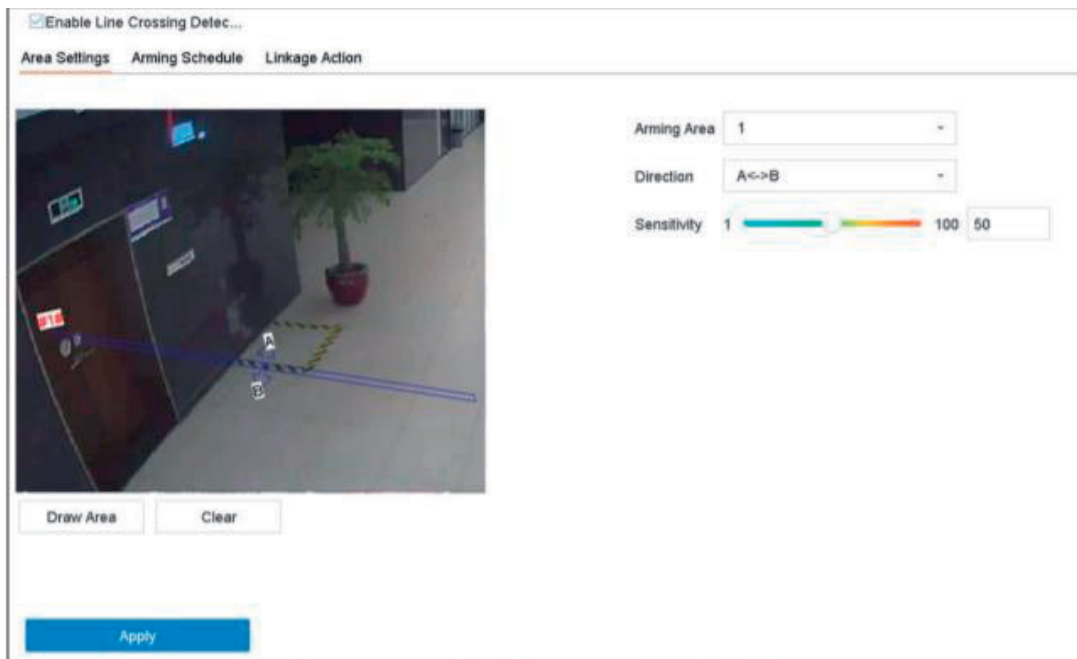 Enable Line Crossing Detec...
Area Settings Arming Schedule Linkage Action
Arming Area 1
Direction A<->B
Sensitivity 1 100 50
#1#
A
B
Draw Area Clear
Apply